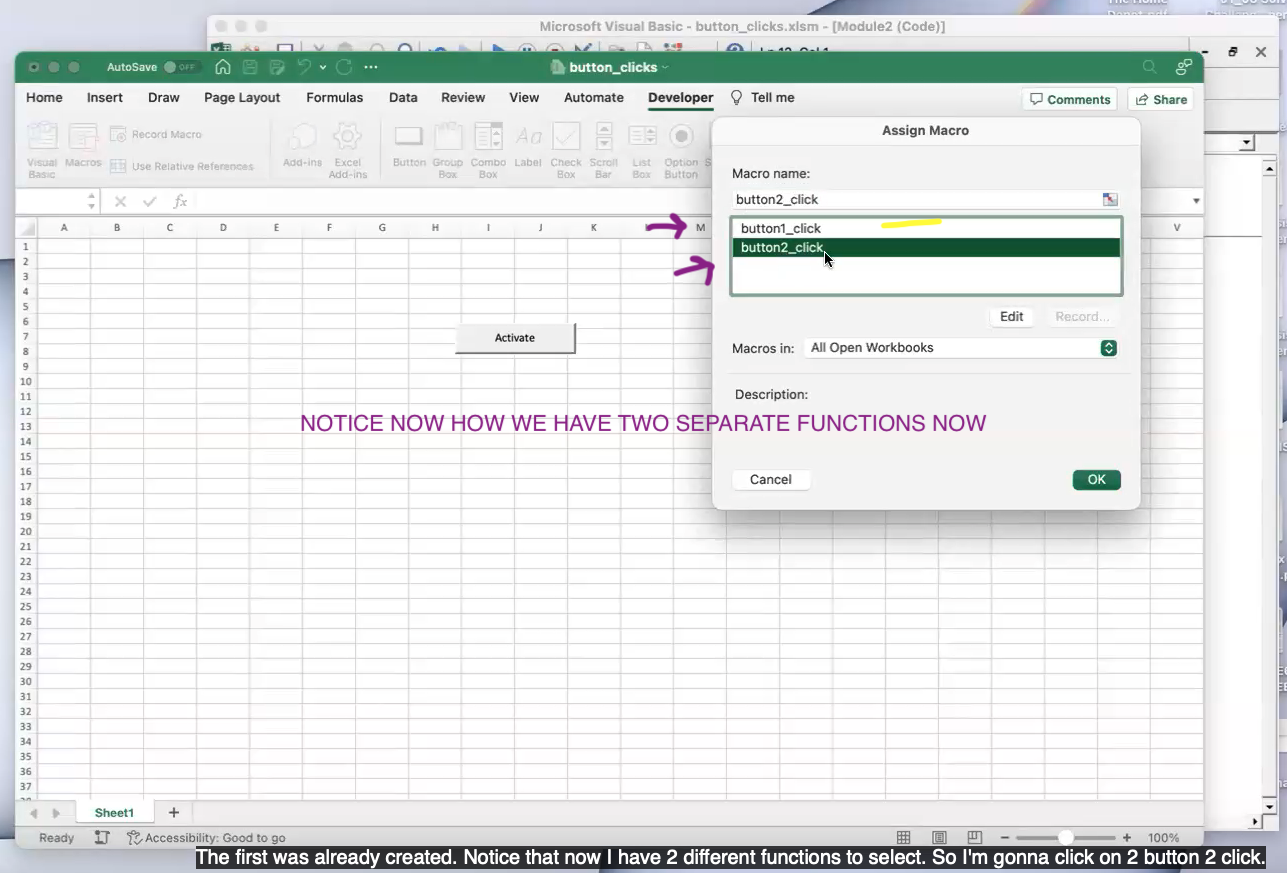 Microsoft Visual Basic - button_clicks.xlsm - [Module2 (Code)]
AutoSave OFF
button_clicks
Home Insert Draw Page Layout Formulas Data Review View Automate Developer Tell me
Comments Share
Visual Basic
Macros
Record Macro
Use Relative References
Add-ins
Excel Add-ins
Button
Group Box
Combo Box
Label
Check Box
Scroll Bar
List Box
Option Button
fx
A B C D E F G H I J K M V
1
2
3
4
5
6
7
8
9
10
11
12
13
14
15
16
17
18
19
20
21
22
23
24
25
26
27
28
29
30
31
32
33
34
35
36
37
Activate
Assign Macro
Macro name:
button2_click
button1_click
button2_click
Edit Record...
Macros in: All Open Workbooks
Description:
NOTICE NOW HOW WE HAVE TWO SEPARATE FUNCTIONS NOW
Cancel OK
Sheet1 +
Ready Accessibility: Good to go 100%
The first was already created. Notice that now I have 2 different functions to select. So I'm gonna click on 2 button 2 click.